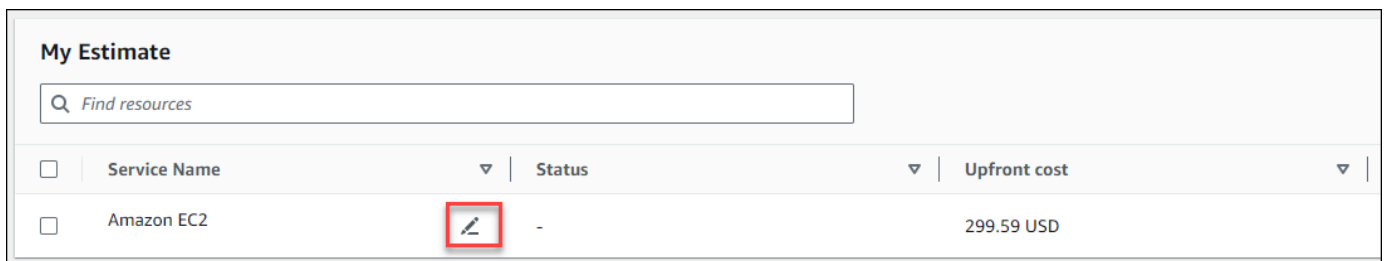 My Estimate
Find resources
Service Name Status Upfront cost
Amazon EC2 - 299.59 USD